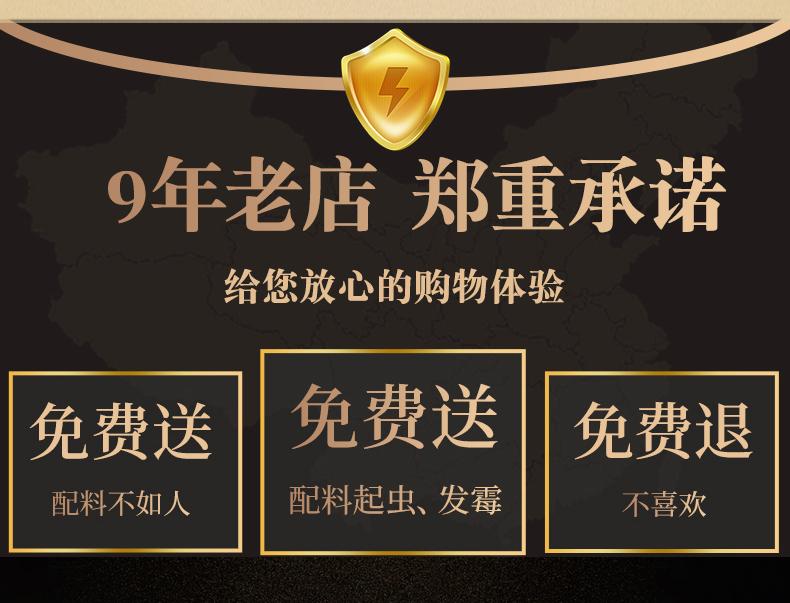 9年老店 郑重承诺
给您放心的购物体验
免费送
配料不如人
免费送
配料起虫、发霉
免费退
不喜欢